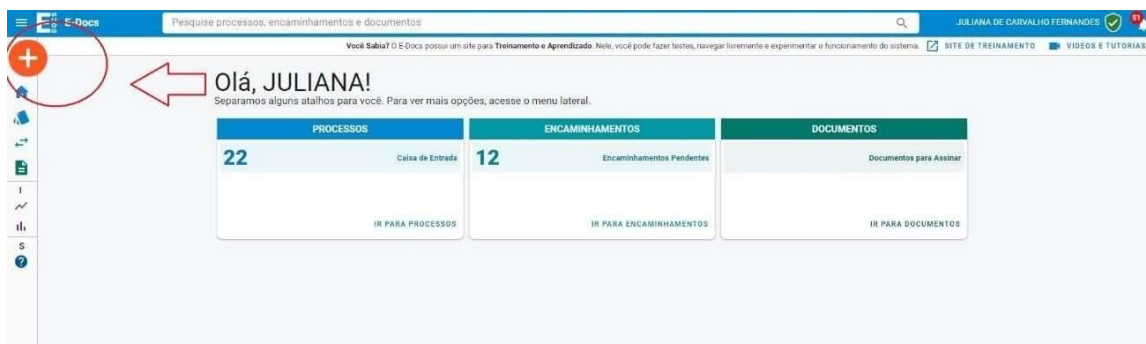 E-Docs
Pesquise processos, encaminhamentos e documentos
JULIANA DE CARVALHO FERNANDES
51
Você Sabia? O E-Docs possui um site para Treinamento e Aprendizado. Nele, você pode fazer testes, navegar livremente e experimentar o funcionamento do sistema.
SITE DE TREINAMENTO
VIDEOS E TUTORIAS
Olá, JULIANA!
Separamos alguns atalhos para você. Para ver mais opções, acesse o menu lateral.
PROCESSOS
22 Caixa de Entrada
IR PARA PROCESSOS
ENCAMINHAMENTOS
12 Encaminhamentos Pendentes
IR PARA ENCAMINHAMENTOS
DOCUMENTOS
Documentos para Assinar
IR PARA DOCUMENTOS
I
S